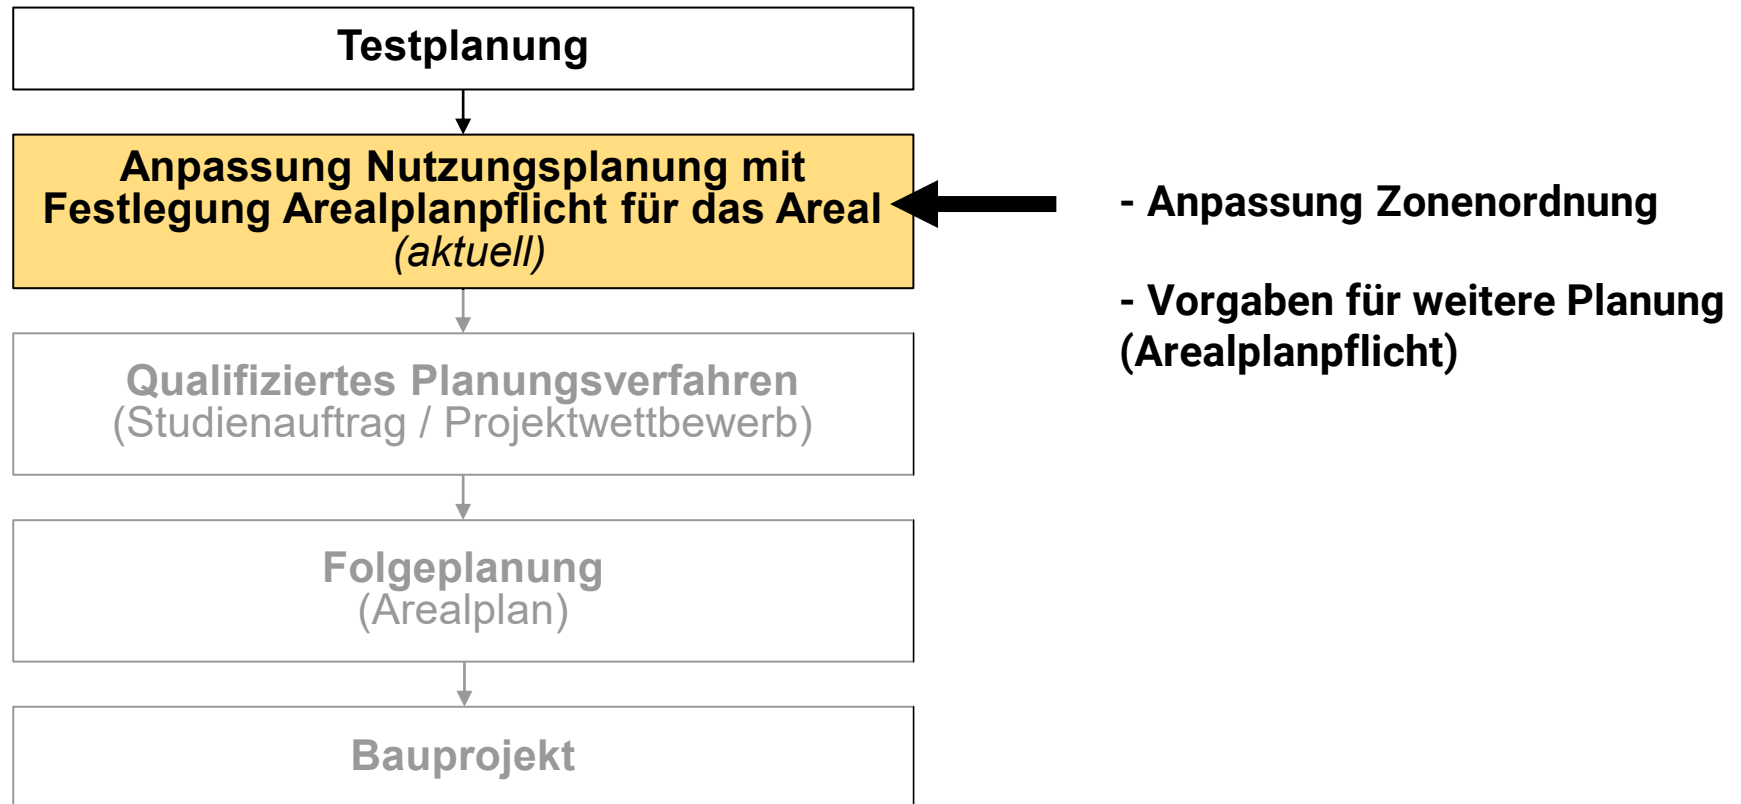 Testplanung
Anpassung Nutzungsplanung mit
Festlegung Arealplanpflicht für das Areal
(aktuell)
- Anpassung Zonenordnung
- Vorgaben für weitere Planung
(Arealplanpflicht)
Qualifiziertes Planungsverfahren
(Studienauftrag / Projektwettbewerb)
Folgeplanung
(Arealplan)
Bauprojekt